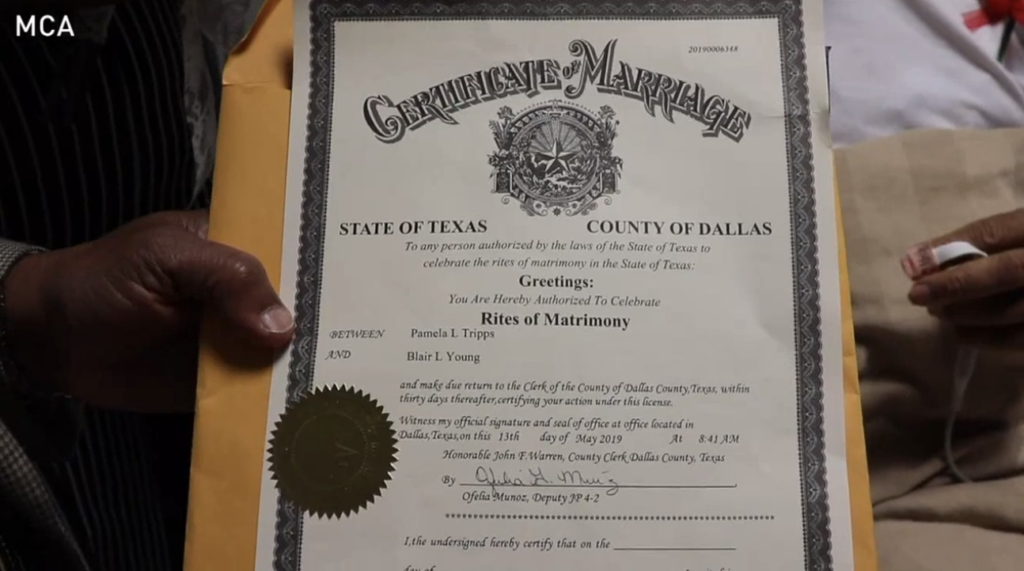 MCA
20190006348
CERTIFICATE OF MARRIAGE
STATE OF TEXAS COUNTY OF DALLAS
To any person authorized by the laws of the State of Texas to
celebrate the rites of matrimony in the State of Texas:
Greetings:
You Are Hereby Authorized To Celebrate
Rites of Matrimony
BETWEEN Pamela L Tripps
AND Blair L Young
and make due return to the Clerk of the County of Dallas County,Texas, within
thirty days thereafter,certifying your action under this license.
Witness my official signature and seal of office at office located in
Dallas,Texas,on this 13th day of May 2019 At 8:41 AM
Honorable John F.Warren, County Clerk Dallas County, Texas
By Ofelia G. Munoz
Ofelia Munoz, Deputy JP 4-2
I,the undersigned hereby certify that on the
day of